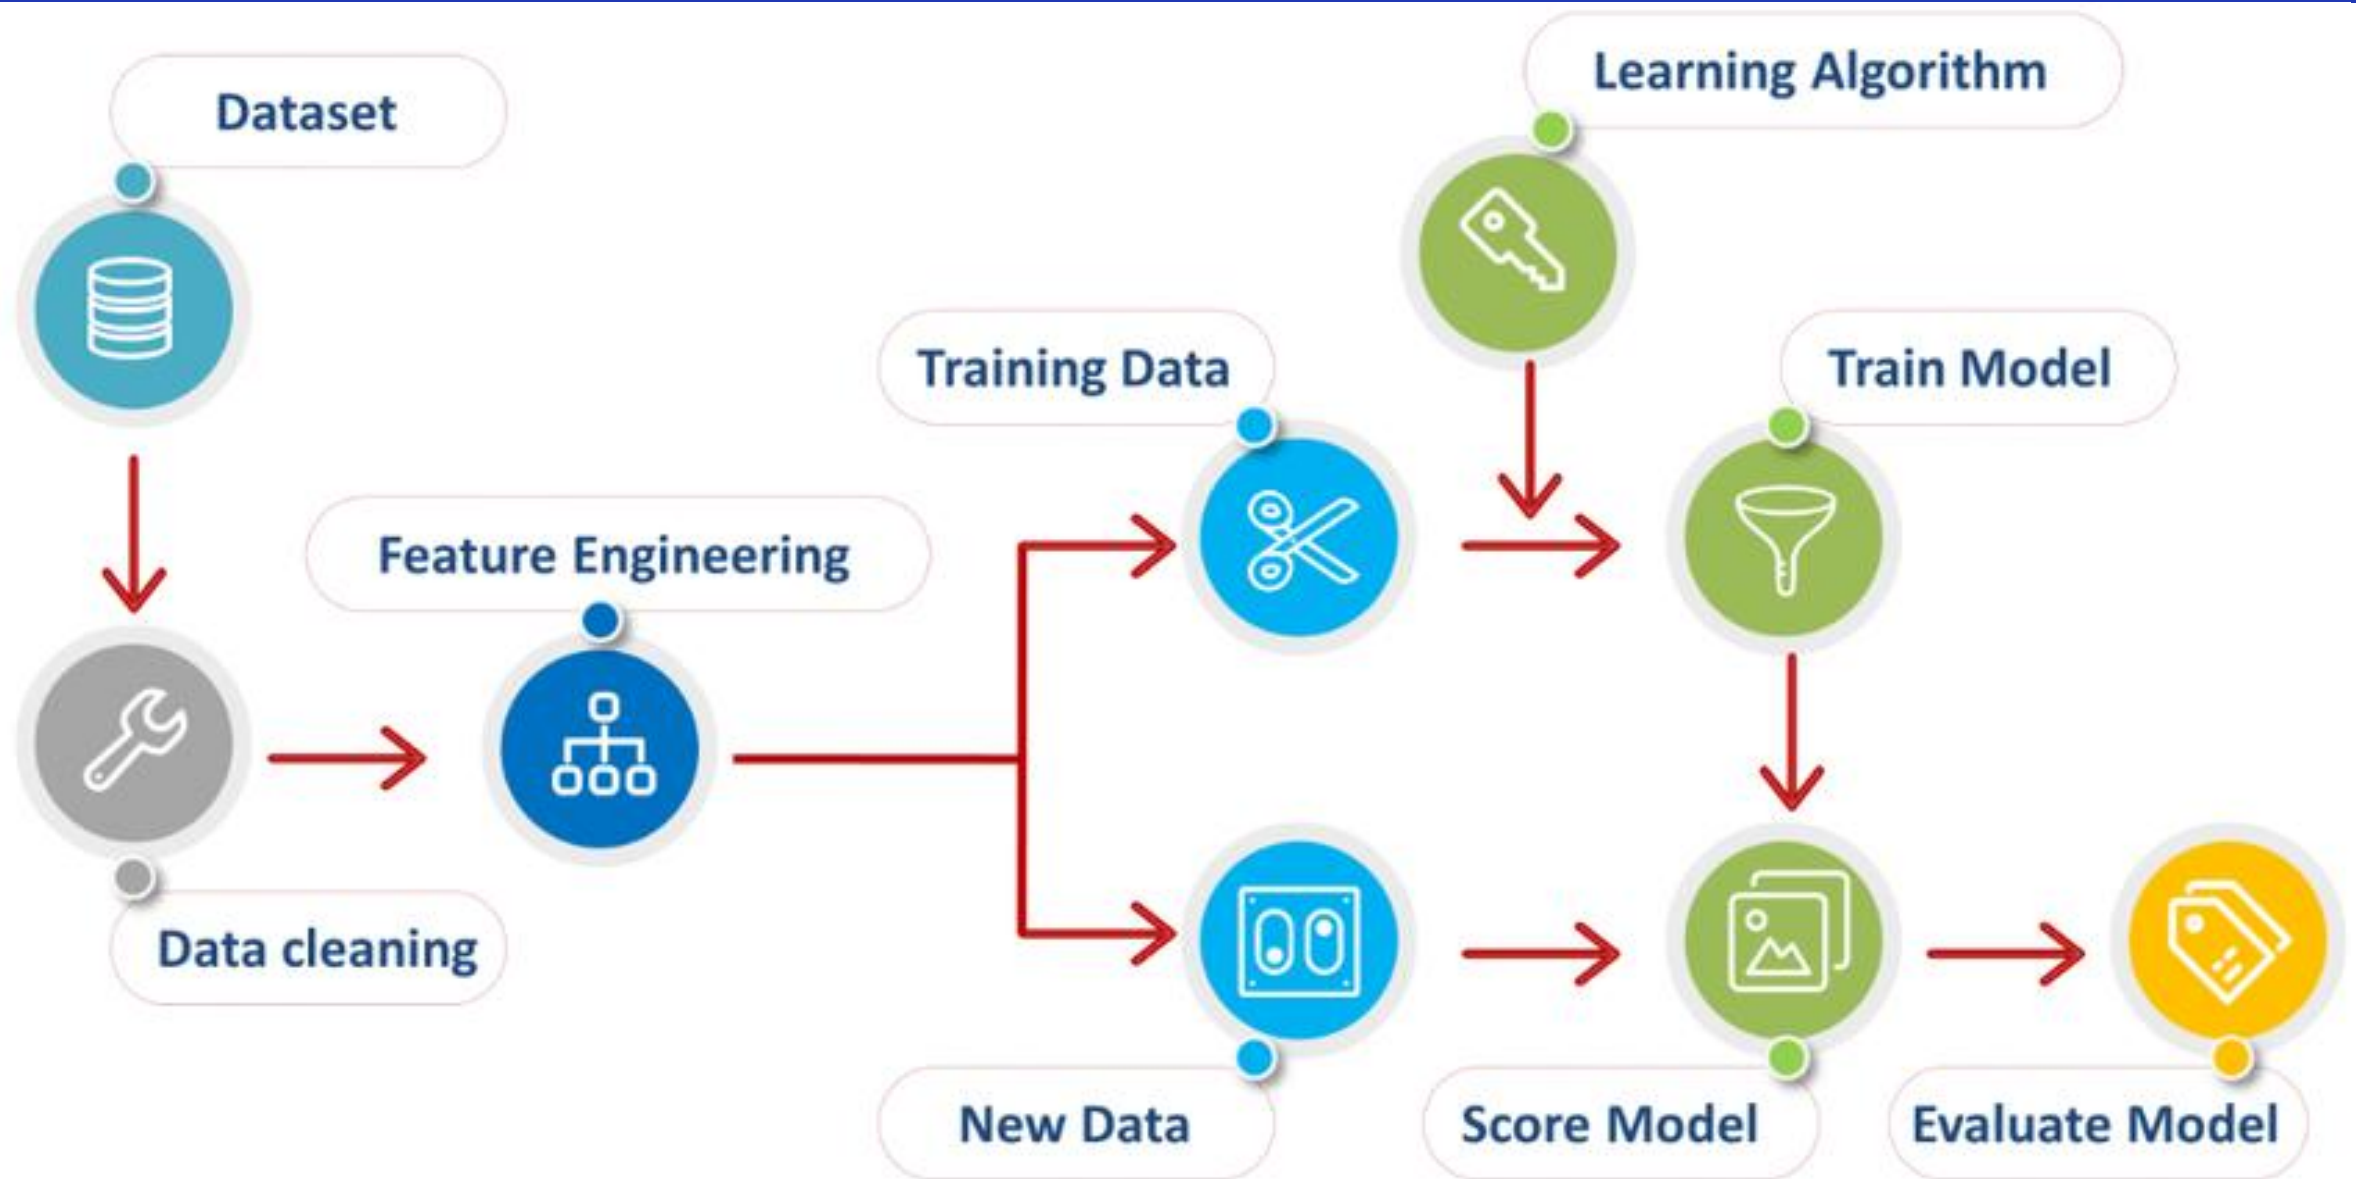 Dataset
Learning Algorithm
Training Data
Train Model
Feature Engineering
Data cleaning
New Data
Score Model
Evaluate Model